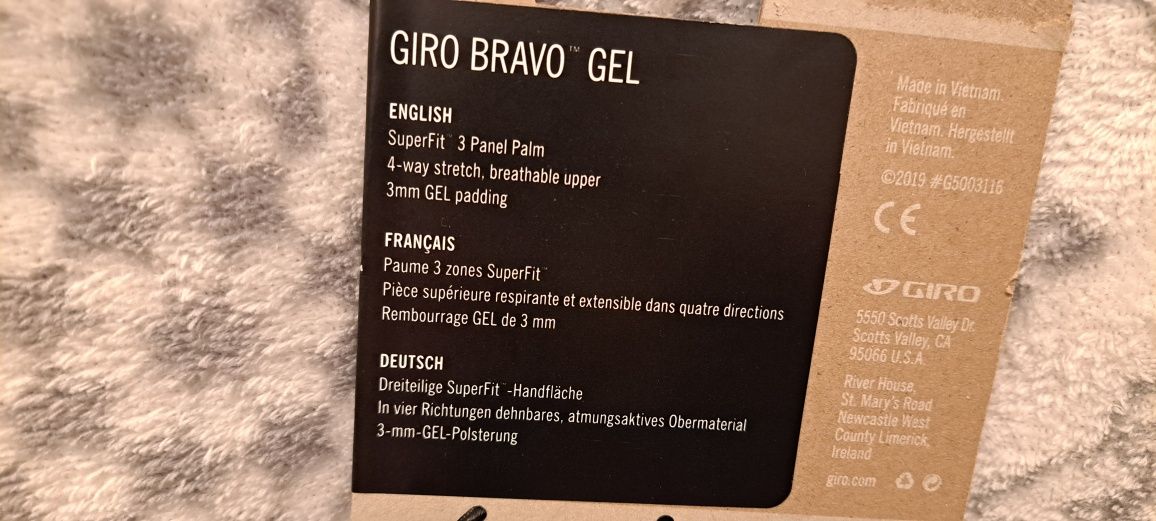 GIRO BRAVO™ GEL
ENGLISH
SuperFit™ 3 Panel Palm
4-way stretch, breathable upper
3mm GEL padding
FRANÇAIS
Paume 3 zones SuperFit™
Pièce supérieure respirante et extensible dans quatre directions
Rembourrage GEL de 3 mm
DEUTSCH
Dreiteilige SuperFit™-Handfläche
In vier Richtungen dehnbares, atmungsaktives Obermaterial
3-mm-GEL-Polsterung
Made in Vietnam.
Fabriqué en
Vietnam. Hergestellt
in Vietnam.
©2019 #G5003116
CE
GIRO
5550 Scotts Valley Dr.
Scotts Valley, CA
95066 U.S.A.
River House,
St. Mary's Road
Newcastle West
County Limerick,
Ireland
giro.com